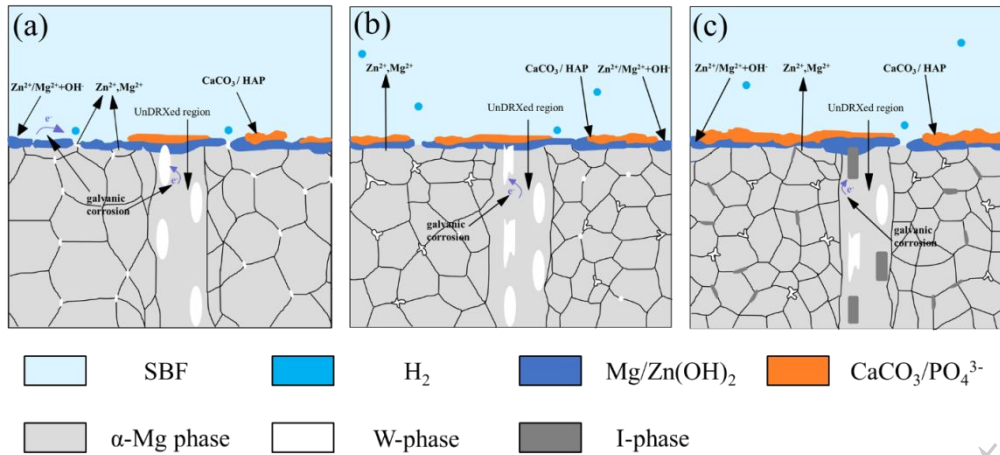 (a)
Zn²⁺/Mg²⁺+OH⁻
Zn²⁺,Mg²⁺
CaCO₃ / HAP
UnDRXed region
e⁻
galvanic
corrosion
e⁻
(b)
Zn²⁺,Mg²⁺
CaCO₃ / HAP
Zn²⁺/Mg²⁺+OH⁻
UnDRXed region
e⁻
galvanic
corrosion
(c)
Zn²⁺/Mg²⁺+OH⁻
Zn²⁺,Mg²⁺
CaCO₃ / HAP
UnDRXed region
e⁻
galvanic
corrosion
SBF
H₂
Mg/Zn(OH)₂
CaCO₃/PO₄³⁻
α-Mg phase
W-phase
I-phase